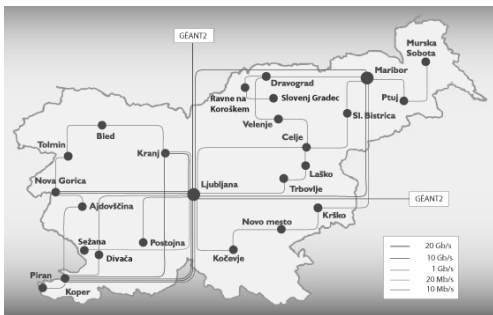 GÉANT2
Murska
Sobota
Maribor
Dravograd
Ravne na
Koroškem
Slovenj Gradec
Ptuj
Sl. Bistrica
Velenje
Bled
Celje
Tolmin
Kranj
Laško
Nova Gorica
Ljubljana
Trbovlje
GÉANT2
Ajdovščina
Krško
Novo mesto
Sežana
Postojna
Divača
Kočevje
Piran
Koper
20 Gb/s
10 Gb/s
1 Gb/s
20 Mb/s
10 Mb/s